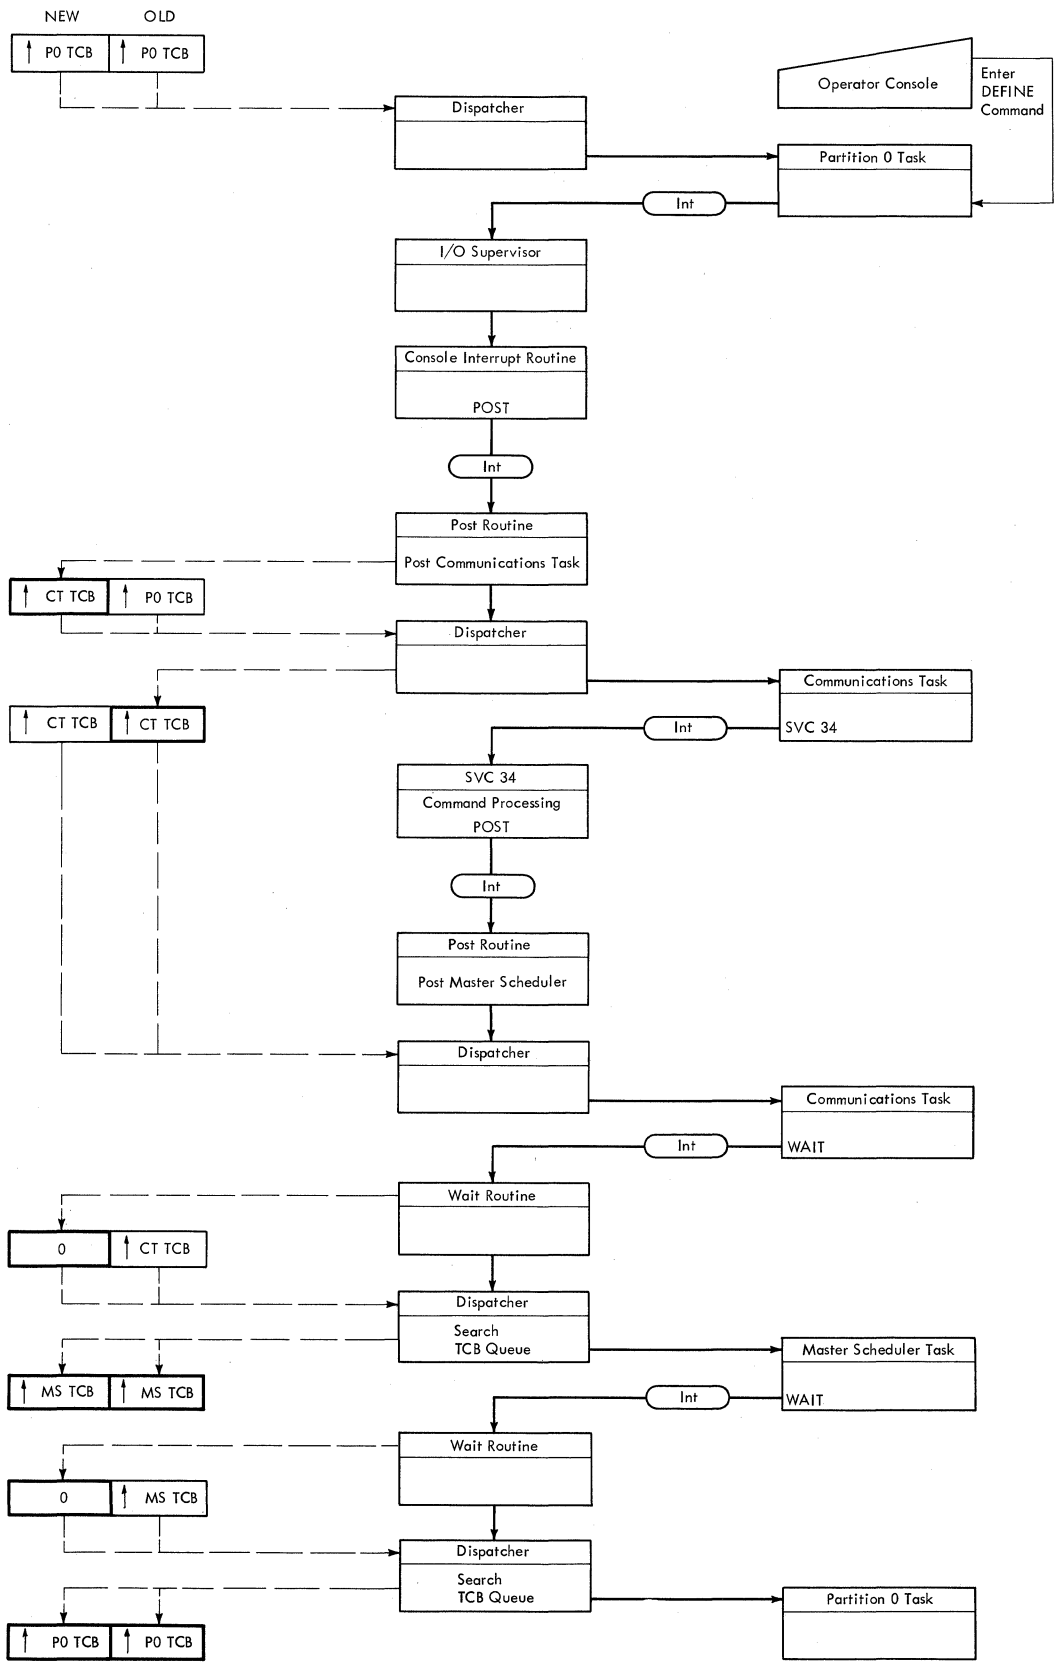 NEW OLD
↑ P0 TCB ↑ P0 TCB
Operator Console
Enter
DEFINE
Command
Dispatcher
Partition 0 Task
Int
I/O Supervisor
Console Interrupt Routine
POST
Int
Post Routine
Post Communications Task
↑ CT TCB ↑ P0 TCB
Dispatcher
Communications Task
SVC 34
↑ CT TCB ↑ CT TCB
Int
SVC 34
Command Processing
POST
Int
Post Routine
Post Master Scheduler
Dispatcher
Communications Task
WAIT
Int
Wait Routine
0 ↑ CT TCB
Dispatcher
Search
TCB Queue
Master Scheduler Task
WAIT
↑ MS TCB ↑ MS TCB
Int
Wait Routine
0 ↑ MS TCB
Dispatcher
Search
TCB Queue
Partition 0 Task
↑ P0 TCB ↑ P0 TCB